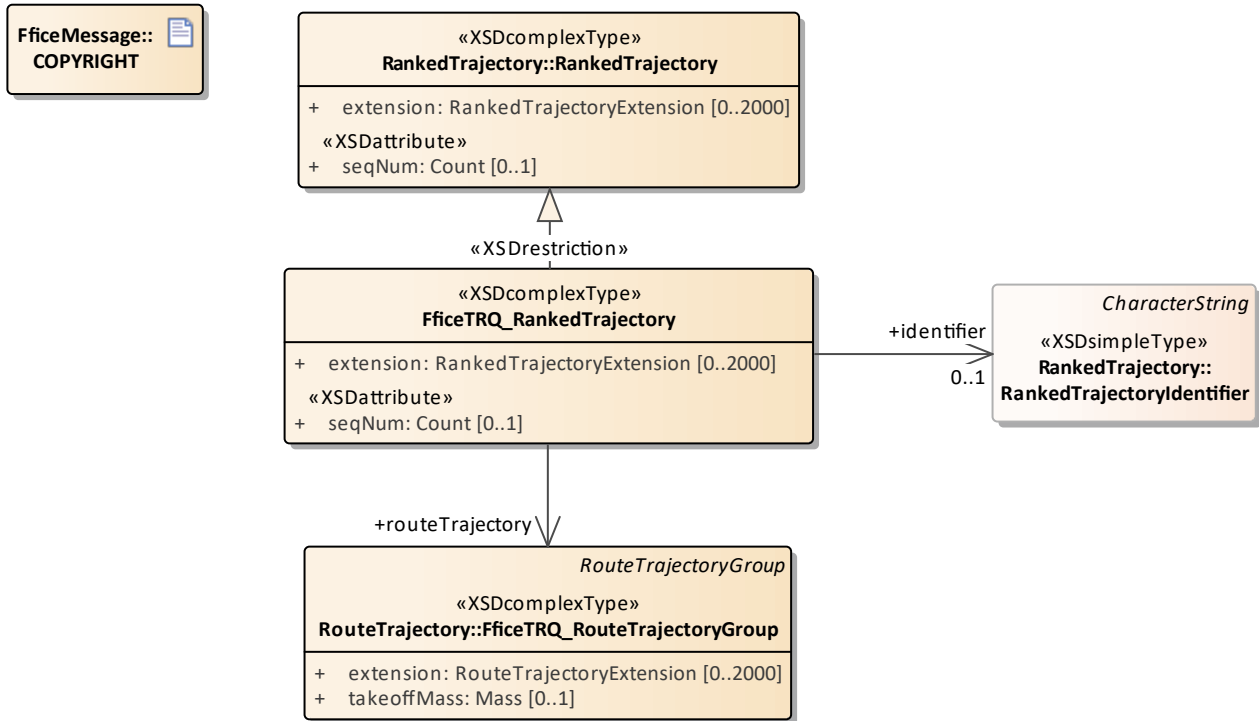 FficeMessage::
COPYRIGHT
«XSDcomplexType»
RankedTrajectory::RankedTrajectory
+ extension: RankedTrajectoryExtension [0..2000]
«XSDattribute»
+ seqNum: Count [0..1]
«XSDrestriction»
«XSDcomplexType»
FficeTRQ_RankedTrajectory
+ extension: RankedTrajectoryExtension [0..2000]
«XSDattribute»
+ seqNum: Count [0..1]
+identifier
0..1
CharacterString
«XSDsimpleType»
RankedTrajectory::
RankedTrajectoryIdentifier
+routeTrajectory
RouteTrajectoryGroup
«XSDcomplexType»
RouteTrajectory::FficeTRQ_RouteTrajectoryGroup
+ extension: RouteTrajectoryExtension [0..2000]
+ takeoffMass: Mass [0..1]